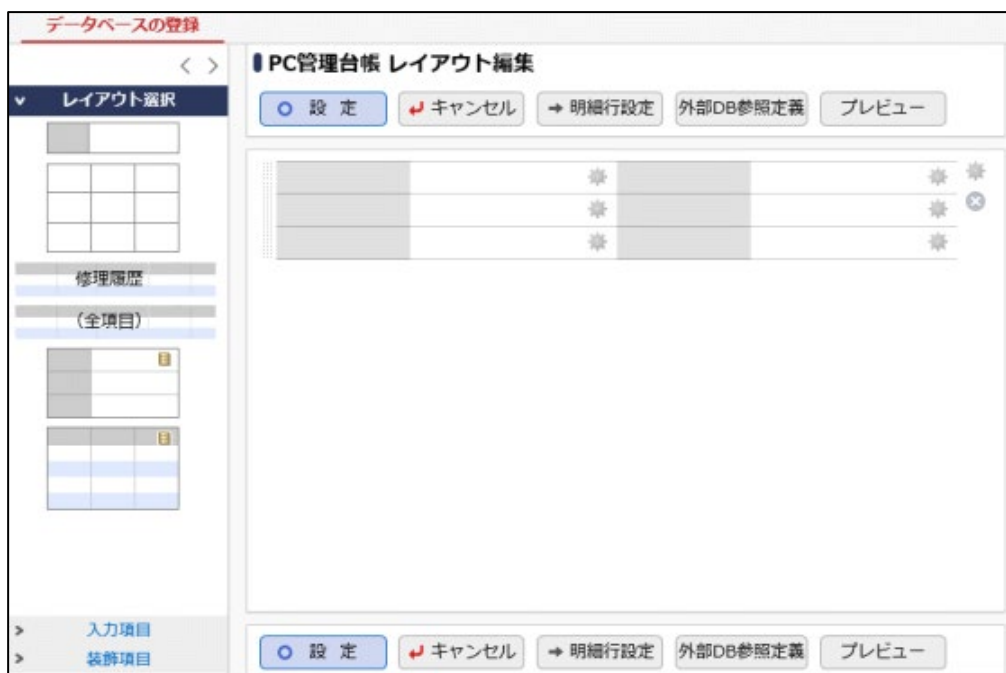 データベースの登録
レイアウト選択
修理履歴
(全項目)
入力項目
装飾項目
PC管理台帳 レイアウト編集
設 定 キャンセル 明細行設定 外部DB参照定義 プレビュー
設 定 キャンセル 明細行設定 外部DB参照定義 プレビュー